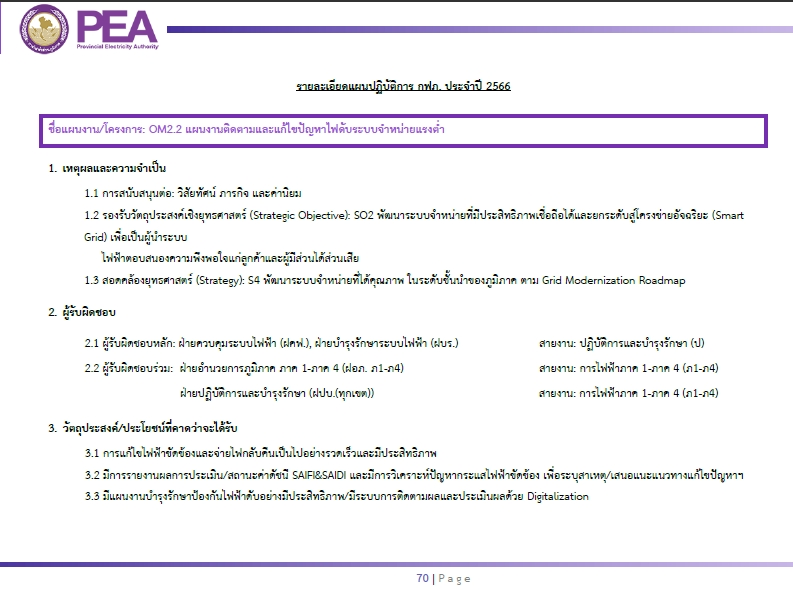 PEA
Provincial Electricity Authority
รายละเอียดแผนปฏิบัติการ กฟภ. ประจำปี 2566
ชื่อแผนงาน/โครงการ: OM2.2 แผนงานติดตามและแก้ไขปัญหาไฟดับระบบจำหน่ายแรงต่ำ
1. เหตุผลและความจำเป็น
1.1 การสนับสนุนต่อ: วิสัยทัศน์ ภารกิจ และค่านิยม
1.2 รองรับวัตถุประสงค์เชิงยุทธศาสตร์ (Strategic Objective): SO2 พัฒนาระบบจำหน่ายที่มีประสิทธิภาพเชื่อถือได้และยกระดับสู่โครงข่ายอัจฉริยะ (Smart
Grid) เพื่อเป็นผู้นำระบบ
ไฟฟ้าตอบสนองความพึงพอใจแก่ลูกค้าและผู้มีส่วนได้ส่วนเสีย
1.3 สอดคล้องยุทธศาสตร์ (Strategy): S4 พัฒนาระบบจำหน่ายที่ได้คุณภาพ ในระดับชั้นนำของภูมิภาค ตาม Grid Modernization Roadmap
2. ผู้รับผิดชอบ
2.1 ผู้รับผิดชอบหลัก: ฝ่ายควบคุมระบบไฟฟ้า (ฝคฟ.), ฝ่ายบำรุงรักษาระบบไฟฟ้า (ฝบร.) สายงาน: ปฏิบัติการและบำรุงรักษา (ป)
2.2 ผู้รับผิดชอบร่วม: ฝ่ายอำนวยการภูมิภาค ภาค 1-ภาค 4 (ฝอภ. ภ1-ภ4) สายงาน: การไฟฟ้าภาค 1-ภาค 4 (ภ1-ภ4)
ฝ่ายปฏิบัติการและบำรุงรักษา (ฝปบ.(ทุกเขต)) สายงาน: การไฟฟ้าภาค 1-ภาค 4 (ภ1-ภ4)
3. วัตถุประสงค์/ประโยชน์ที่คาดว่าจะได้รับ
3.1 การแก้ไขไฟฟ้าขัดข้องและจ่ายไฟกลับคืนเป็นไปอย่างรวดเร็วและมีประสิทธิภาพ
3.2 มีการรายงานผลการประเมิน/สถานะค่าดัชนี SAIFI&SAIDI และมีการวิเคราะห์ปัญหากระแสไฟฟ้าขัดข้อง เพื่อระบุสาเหตุ/เสนอแนะแนวทางแก้ไขปัญหาฯ
3.3 มีแผนงานบำรุงรักษาป้องกันไฟฟ้าดับอย่างมีประสิทธิภาพ/มีระบบการติดตามผลและประเมินผลด้วย Digitalization
70 | Page